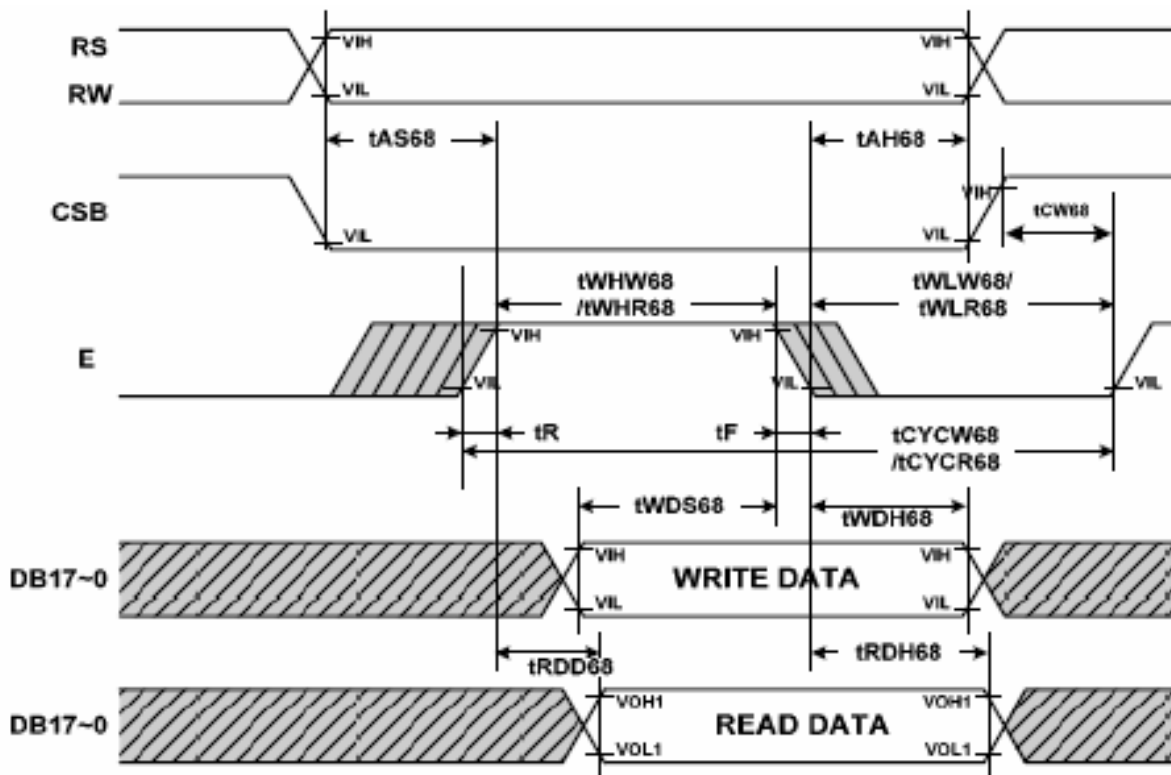 RS
VIH
VIH
RW
VIL
VIL
tAS68
tAH68
CSB
VIH
tCW68
VIL
VIL
tWHW68
/tWHR68
tWLW68/
tWLR68
E
VIH
VIH
VIL
VIL
VIL
tR
tF
tCYCW68
/tCYCR68
tWDS68
tWDH68
DB17~0
VIH
WRITE DATA
VIH
VIL
VIL
tRDD68
tRDH68
DB17~0
VOH1
READ DATA
VOH1
VOL1
VOL1